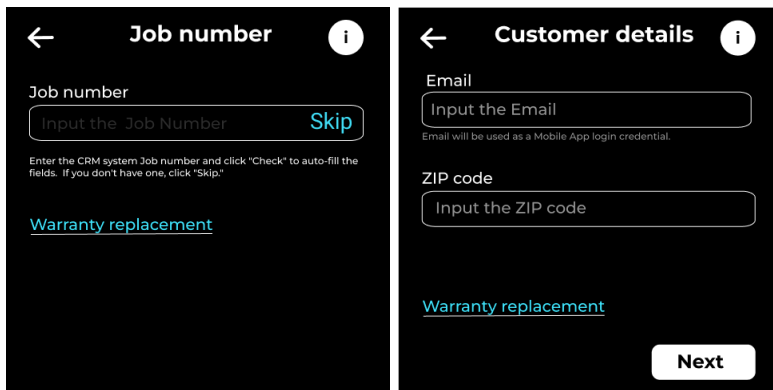 Job number
i
Job number
Input the Job Number
Skip
Enter the CRM system Job number and click "Check" to auto-fill the
fields. If you don't have one, click "Skip."
Warranty replacement
Customer details
i
Email
Input the Email
Email will be used as a Mobile App login credential.
ZIP code
Input the ZIP code
Warranty replacement
Next